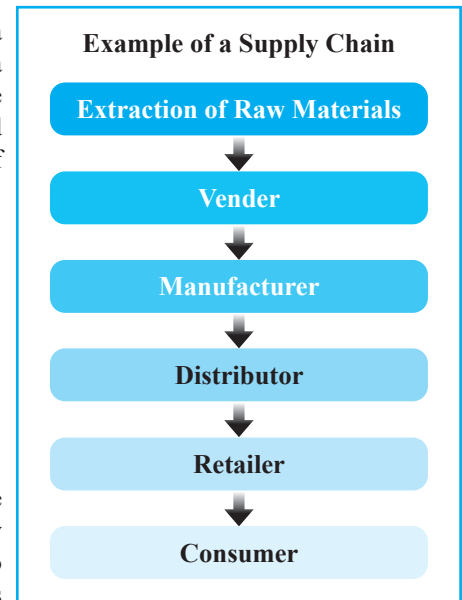 Example of a Supply Chain
Extraction of Raw Materials
Vender
Manufacturer
Distributor
Retailer
Consumer